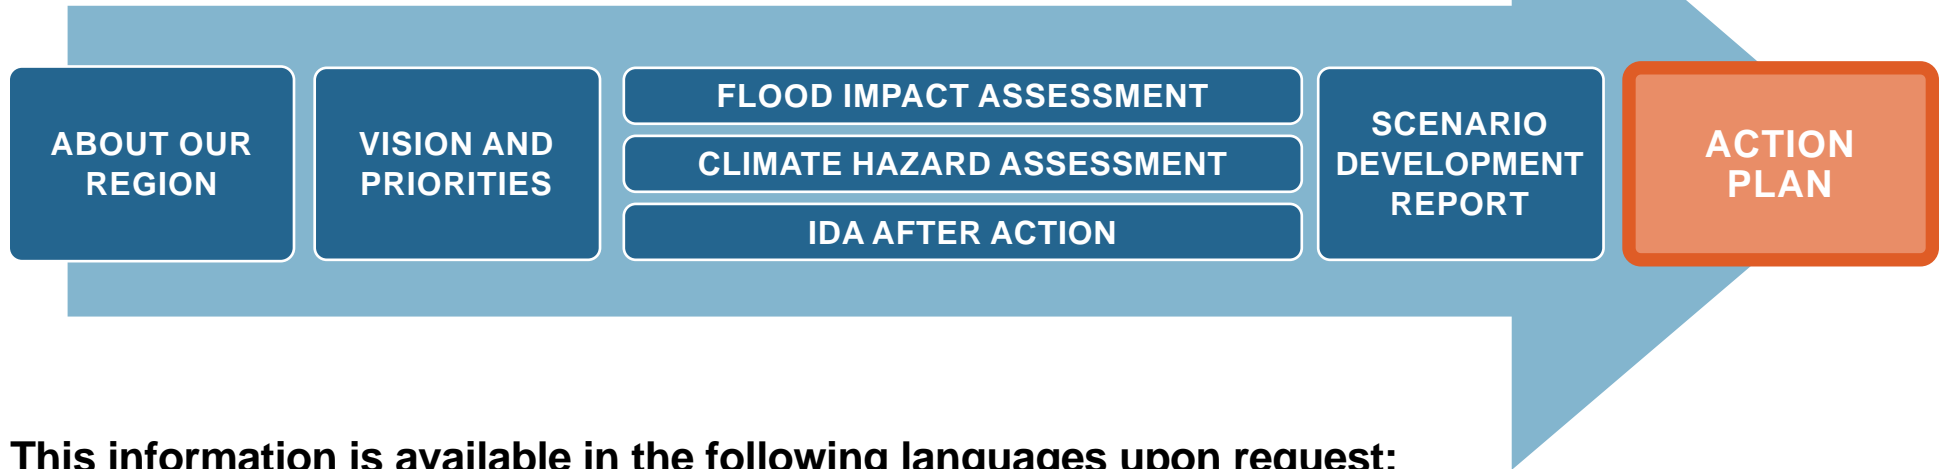 ABOUT OUR
REGION
VISION AND
PRIORITIES
FLOOD IMPACT ASSESSMENT
CLIMATE HAZARD ASSESSMENT
IDA AFTER ACTION
SCENARIO
DEVELOPMENT
REPORT
ACTION
PLAN
This information is available in the following languages upon request: